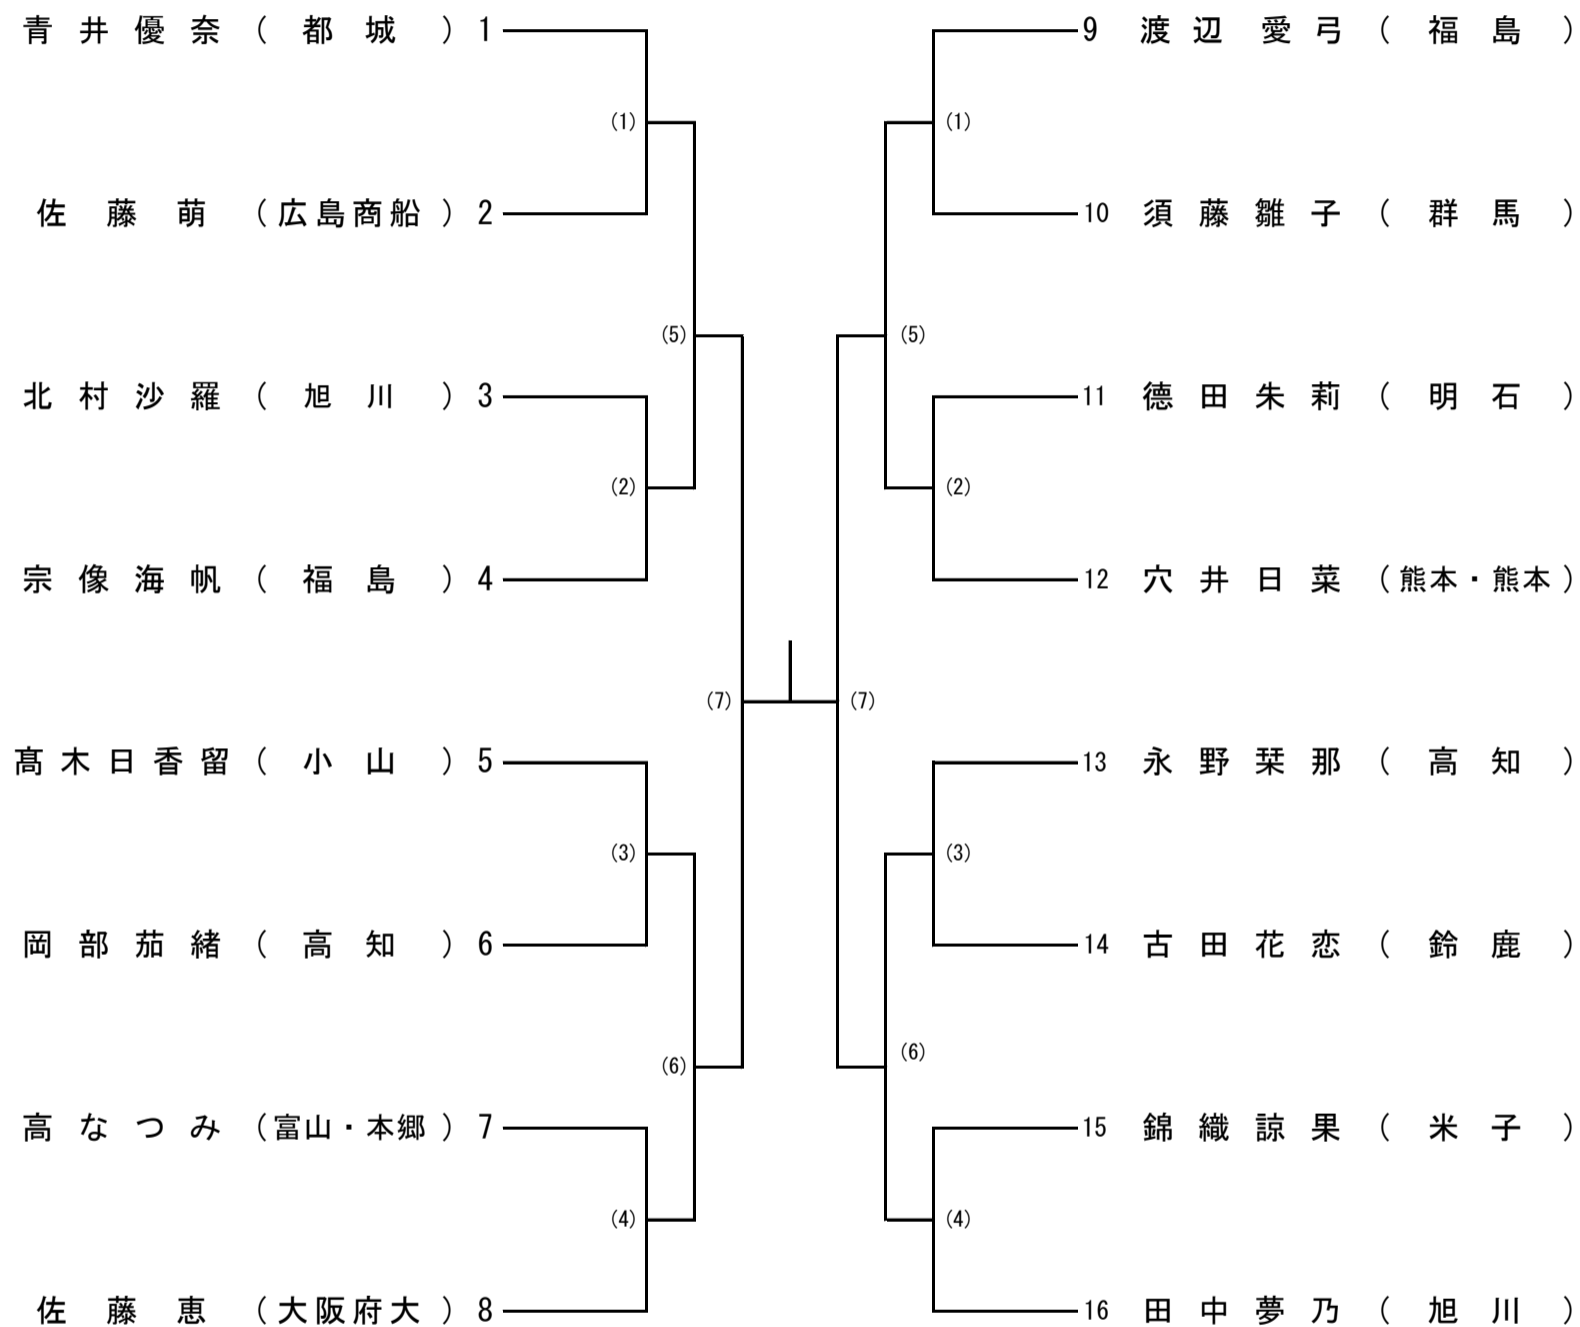 青井優奈(都城)1
(1)
佐藤萌(広島商船)2
(5)
北村沙羅(旭川)3
(2)
宗像海帆(福島)4
(7)
髙木日香留(小山)5
(3)
岡部茄緒(高知)6
(6)
高なつみ(富山・本郷)7
(4)
佐藤恵(大阪府大)8
9 渡辺愛弓(福島)
(1)
10 須藤雛子(群馬)
(5)
11 德田朱莉(明石)
(2)
12 穴井日菜(熊本・熊本)
(7)
13 永野栞那(高知)
(3)
14 古田花恋(鈴鹿)
(6)
15 錦織諒果(米子)
(4)
16 田中夢乃(旭川)